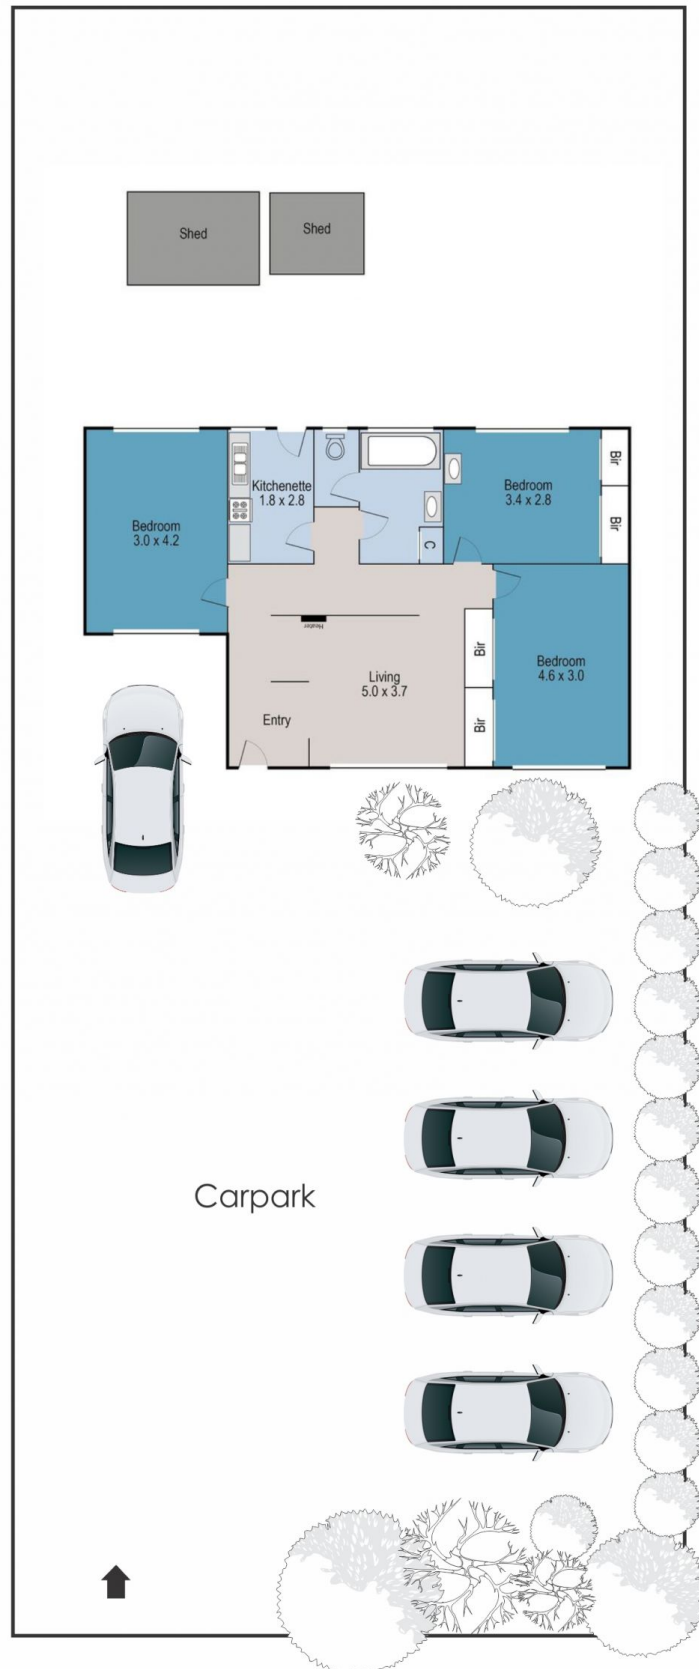 Shed
Shed
Kitchenette
1.8 x 2.8
Bedroom
3.4 x 2.8
Bir
Bir
Bedroom
3.0 x 4.2
C
Heater
Living
5.0 x 3.7
Bir
Bir
Bedroom
4.6 x 3.0
Entry
Carpark